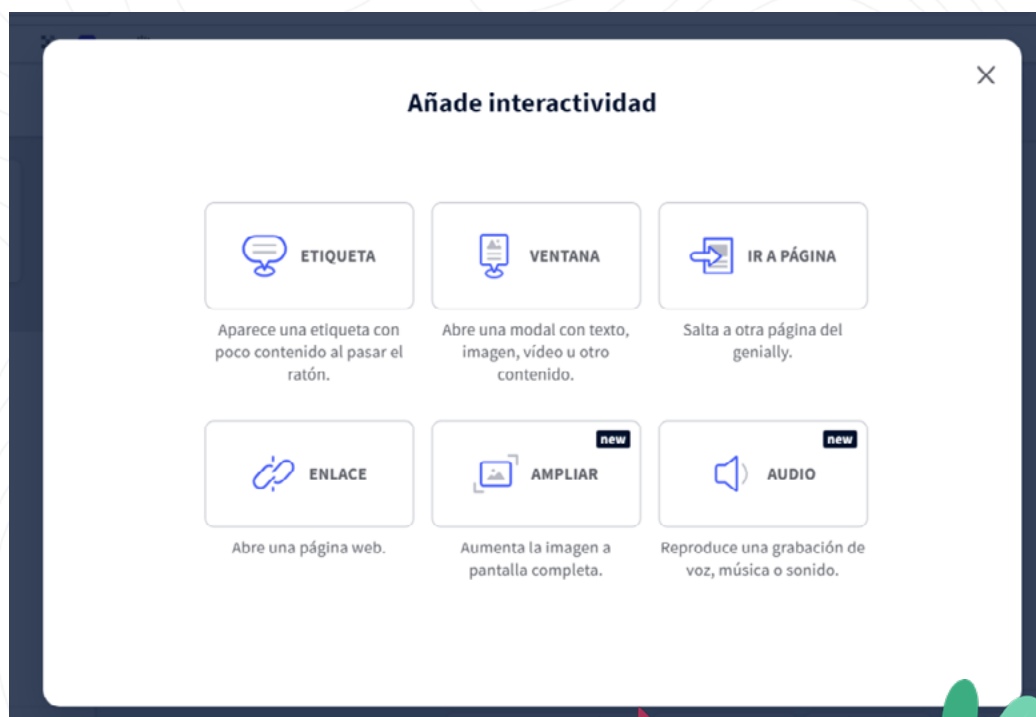 Añade interactividad
ETIQUETA
VENTANA
IR A PÁGINA
Aparece una etiqueta con
poco contenido al pasar el
ratón.
Abre una modal con texto,
imagen, vídeo u otro
contenido.
Salta a otra página del
genially.
ENLACE
new
AMPLIAR
new
AUDIO
Abre una página web.
Aumenta la imagen a
pantalla completa.
Reproduce una grabación de
voz, música o sonido.